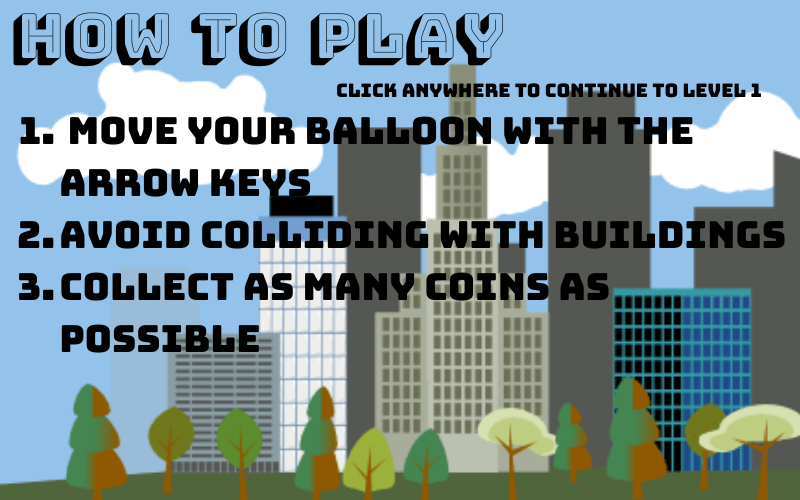 HOW TO PLAY
CLICK ANYWHERE TO CONTINUE TO LEVEL 1
1. MOVE YOUR BALLOON WITH THE
ARROW KEYS
2. AVOID COLLIDING WITH BUILDINGS
3. COLLECT AS MANY COINS AS
POSSIBLE